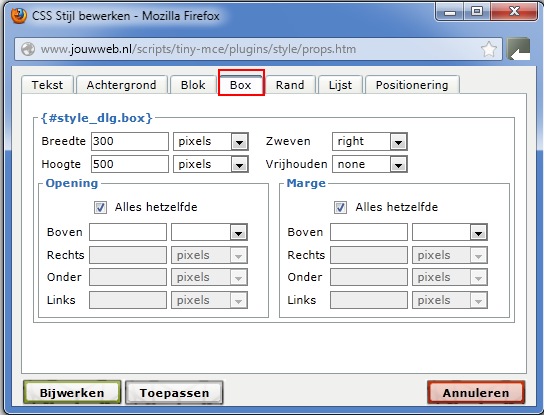 CSS Stijl bewerken - Mozilla Firefox
www.jouwweb.nl/scripts/tiny-mce/plugins/style/props.htm
Tekst Achtergrond Blok Box Rand Lijst Positionering
{#style_dlg.box}
Breedte 300 pixels Zweven right
Hoogte 500 pixels Vrijhouden none
Opening Marge
Alles hetzelfde Alles hetzelfde
Boven Boven
Rechts pixels Rechts pixels
Onder pixels Onder pixels
Links pixels Links pixels
Bijwerken Toepassen Annuleren